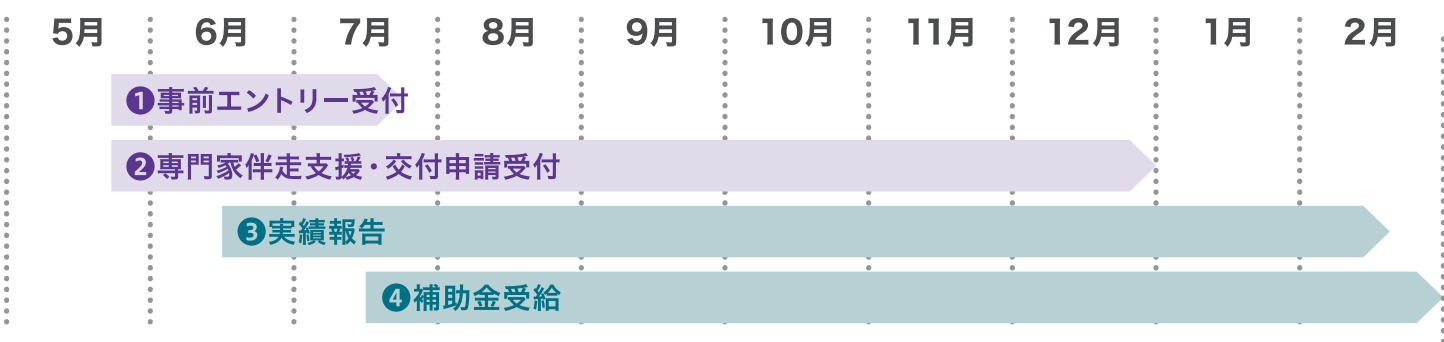 5月 6月 7月 8月 9月 10月 11月 12月 1月 2月
❶事前エントリー受付
❷専門家伴走支援・交付申請受付
❸実績報告
❹補助金受給